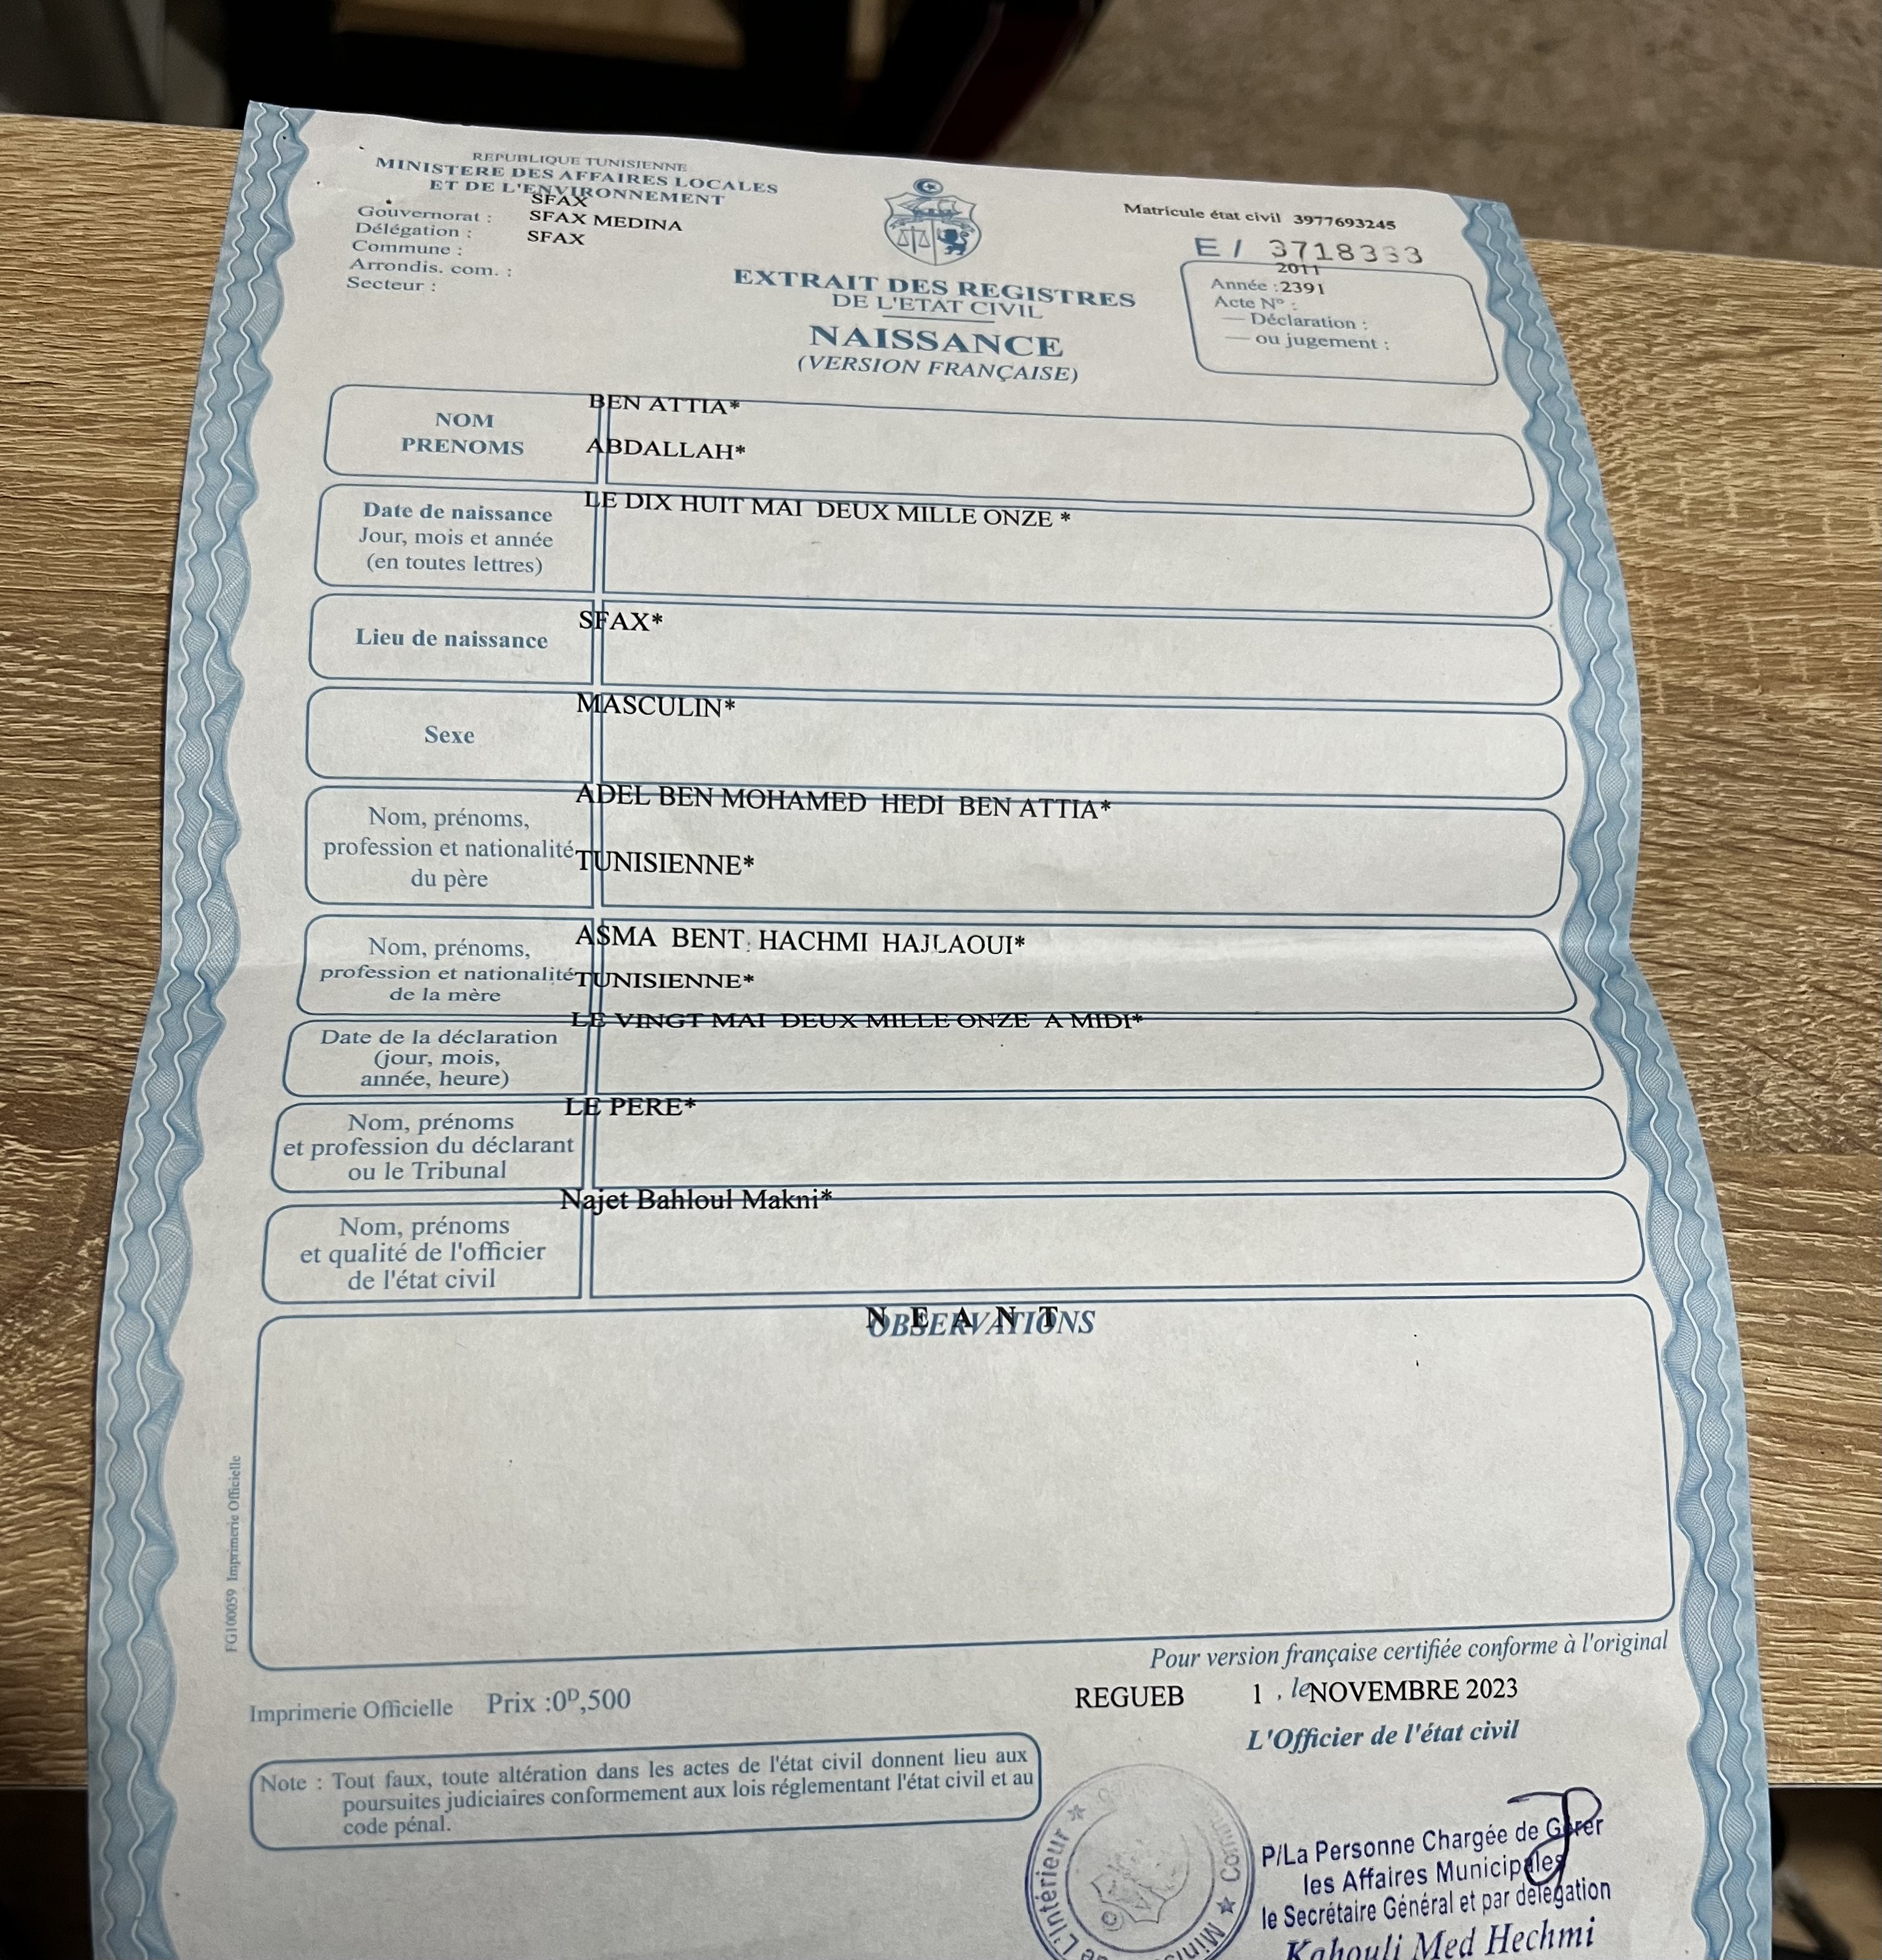 REPUBLIQUE TUNISIENNE
MINISTERE DES AFFAIRES LOCALES
ET DE L'ENVIRONNEMENT
SFAX
Gouvernorat :
SFAX MEDINA
Délégation :
SFAX
Commune :
Arrondis. com. :
Secteur :
Matricule état civil 3977693245
E/ 3718333
2011
Année :2391
Acte N° :
— Déclaration :
— ou jugement :
EXTRAIT DES REGISTRES
DE L'ETAT CIVIL
NAISSANCE
(VERSION FRANÇAISE)
NOM
BEN ATTIA*
PRENOMS
ABDALLAH*
Date de naissance
Jour, mois et année
(en toutes lettres)
LE DIX HUIT MAI DEUX MILLE ONZE *
Lieu de naissance
SFAX*
Sexe
MASCULIN*
Nom, prénoms,
profession et nationalité
du père
ADEL BEN MOHAMED HEDI BEN ATTIA*
TUNISIENNE*
Nom, prénoms,
profession et nationalité
de la mère
ASMA BENT HACHMI HAJLAOUI*
TUNISIENNE*
Date de la déclaration
(jour, mois,
année, heure)
LE VINGT MAI DEUX MILLE ONZE A MIDI*
Nom, prénoms
et profession du déclarant
ou le Tribunal
LE PERE*
Nom, prénoms
et qualité de l'officier
de l'état civil
Najet Bahloul Makni*
OBSERVATIONS
N E A N T
FG100059 Imprimerie Officielle
Pour version française certifiée conforme à l'original
REGUEB 1 , le NOVEMBRE 2023
L'Officier de l'état civil
Imprimerie Officielle Prix :0D,500
Note : Tout faux, toute altération dans les actes de l'état civil donnent lieu aux
poursuites judiciaires conformement aux lois réglementant l'état civil et au
code pénal.
de L'Intérieur ★
P/La Personne Chargée de Gérer
les Affaires Municipales
le Secrétaire Général et par délégation
Kahouli Med Hechmi